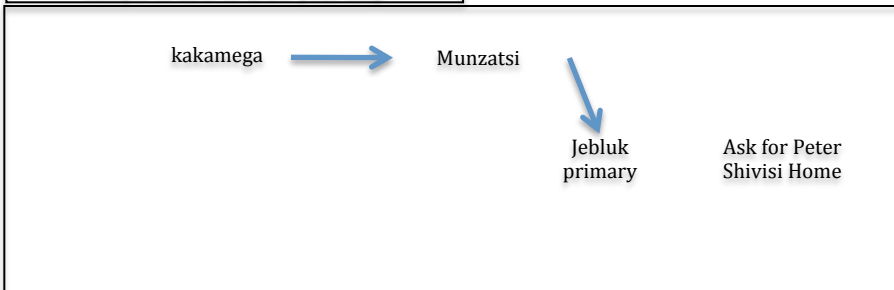 kakamega
Munzatsi
Jebluk
primary
Ask for Peter
Shivisi Home